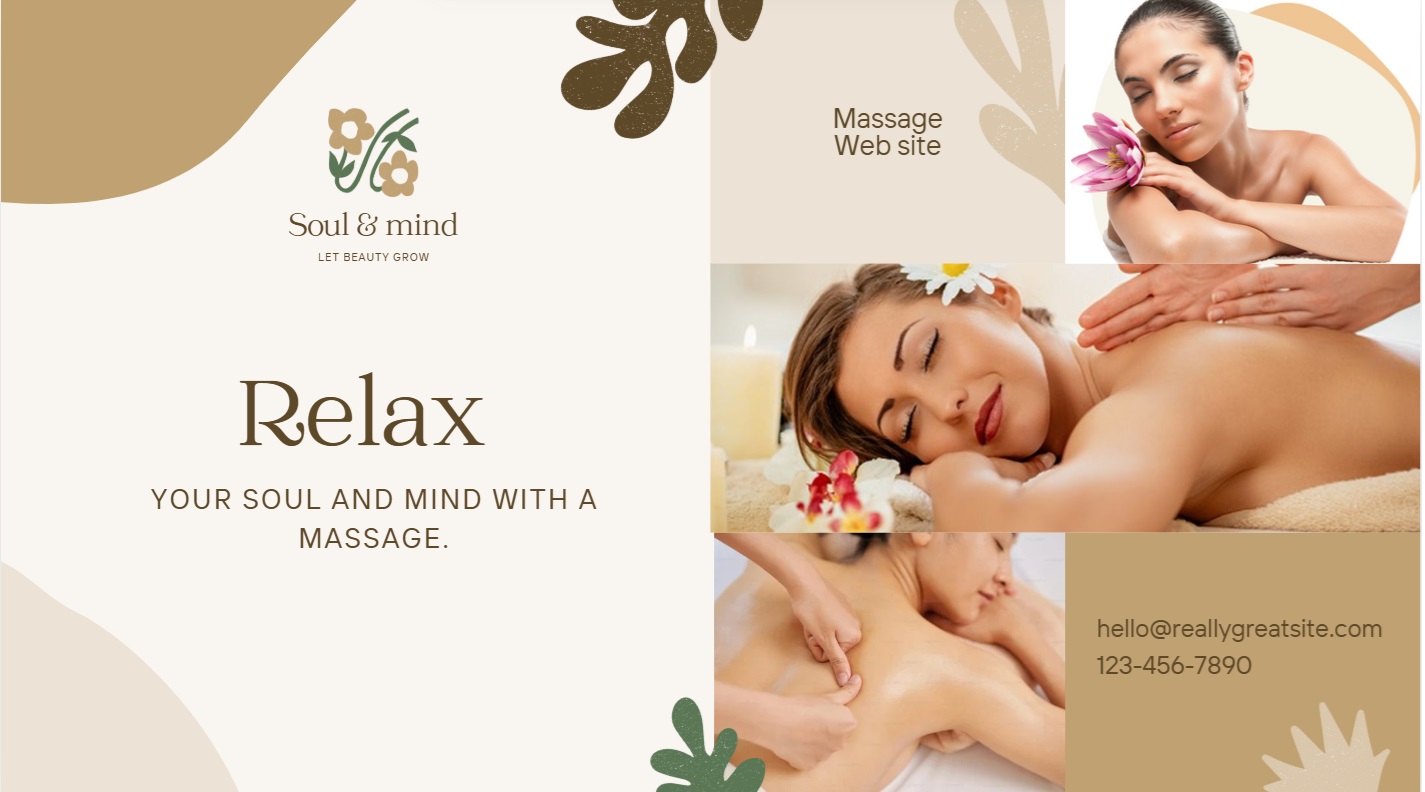 Soul & mind
LET BEAUTY GROW
Relax
YOUR SOUL AND MIND WITH A
MASSAGE.
Massage
Web site
hello@reallygreatsite.com
123-456-7890